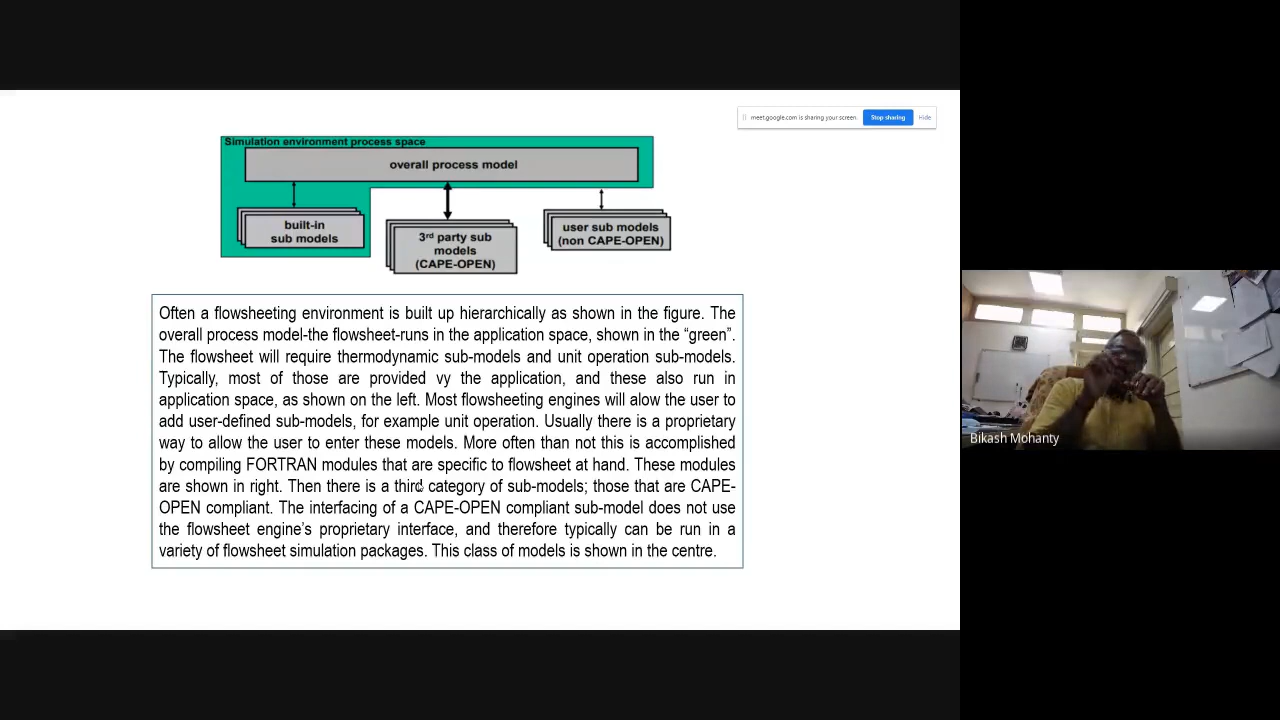 meet.google.com is sharing your screen.
Stop sharing
Hide
Simulation environment process space
overall process model
built-in
sub models
3rd party sub
models
(CAPE-OPEN)
user sub models
(non CAPE-OPEN)
Often a flowsheeting environment is built up hierarchically as shown in the figure. The
overall process model-the flowsheet-runs in the application space, shown in the “green”.
The flowsheet will require thermodynamic sub-models and unit operation sub-models.
Typically, most of those are provided vy the application, and these also run in
application space, as shown on the left. Most flowsheeting engines will alow the user to
add user-defined sub-models, for example unit operation. Usually there is a proprietary
way to allow the user to enter these models. More often than not this is accomplished
by compiling FORTRAN modules that are specific to flowsheet at hand. These modules
are shown in right. Then there is a third category of sub-models; those that are CAPE-
OPEN compliant. The interfacing of a CAPE-OPEN compliant sub-model does not use
the flowsheet engine’s proprietary interface, and therefore typically can be run in a
variety of flowsheet simulation packages. This class of models is shown in the centre.
Bikash Mohanty